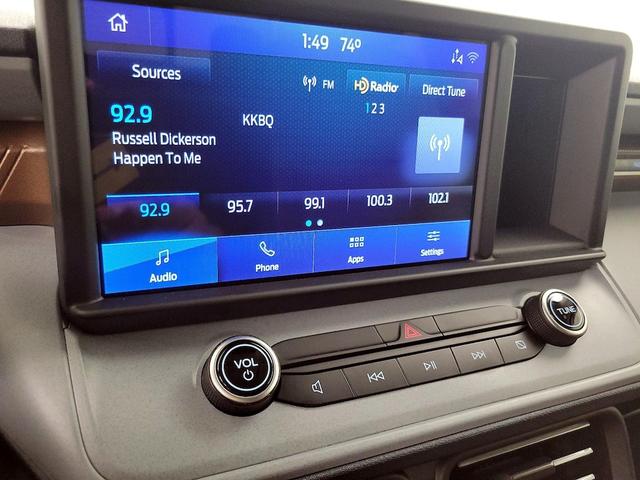 1:49 74°
Sources
FM
HD Radio
Direct Tune
1 2 3
92.9
KKBQ
Russell Dickerson
Happen To Me
92.9
95.7
99.1
100.3
102.1
Audio
Phone
Apps
Settings
VOL
TUNE